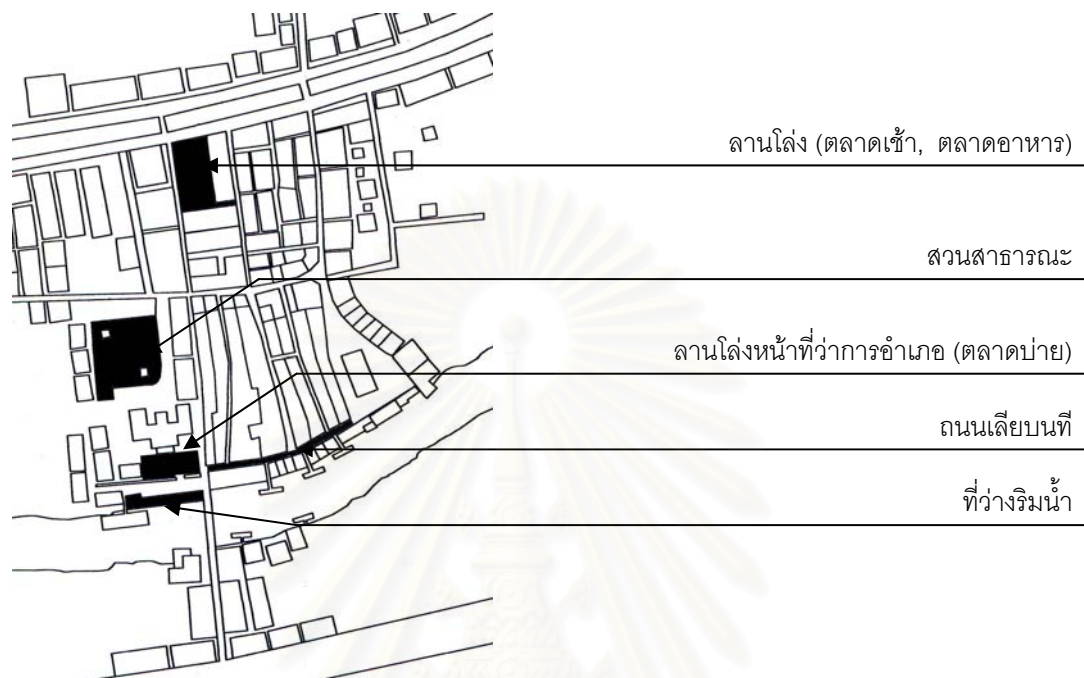 ลานโล่ง (ตลาดเช้า, ตลาดอาหาร)
สวนสาธารณะ
ลานโล่งหน้าที่ว่าการอำเภอ (ตลาดบ่าย)
ถนนเลียบนที
ที่ว่างริมน้ำ